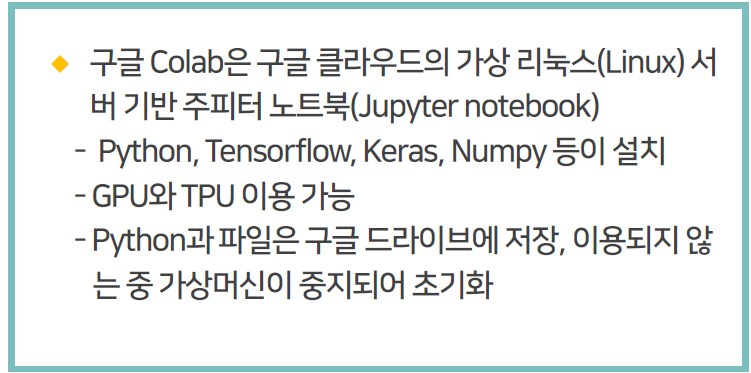 ◆ 구글 Colab은 구글 클라우드의 가상 리눅스(Linux) 서
버 기반 주피터 노트북(Jupyter notebook)
- Python, Tensorflow, Keras, Numpy 등이 설치
- GPU와 TPU 이용 가능
- Python과 파일은 구글 드라이브에 저장, 이용되지 않
는 중 가상머신이 중지되어 초기화